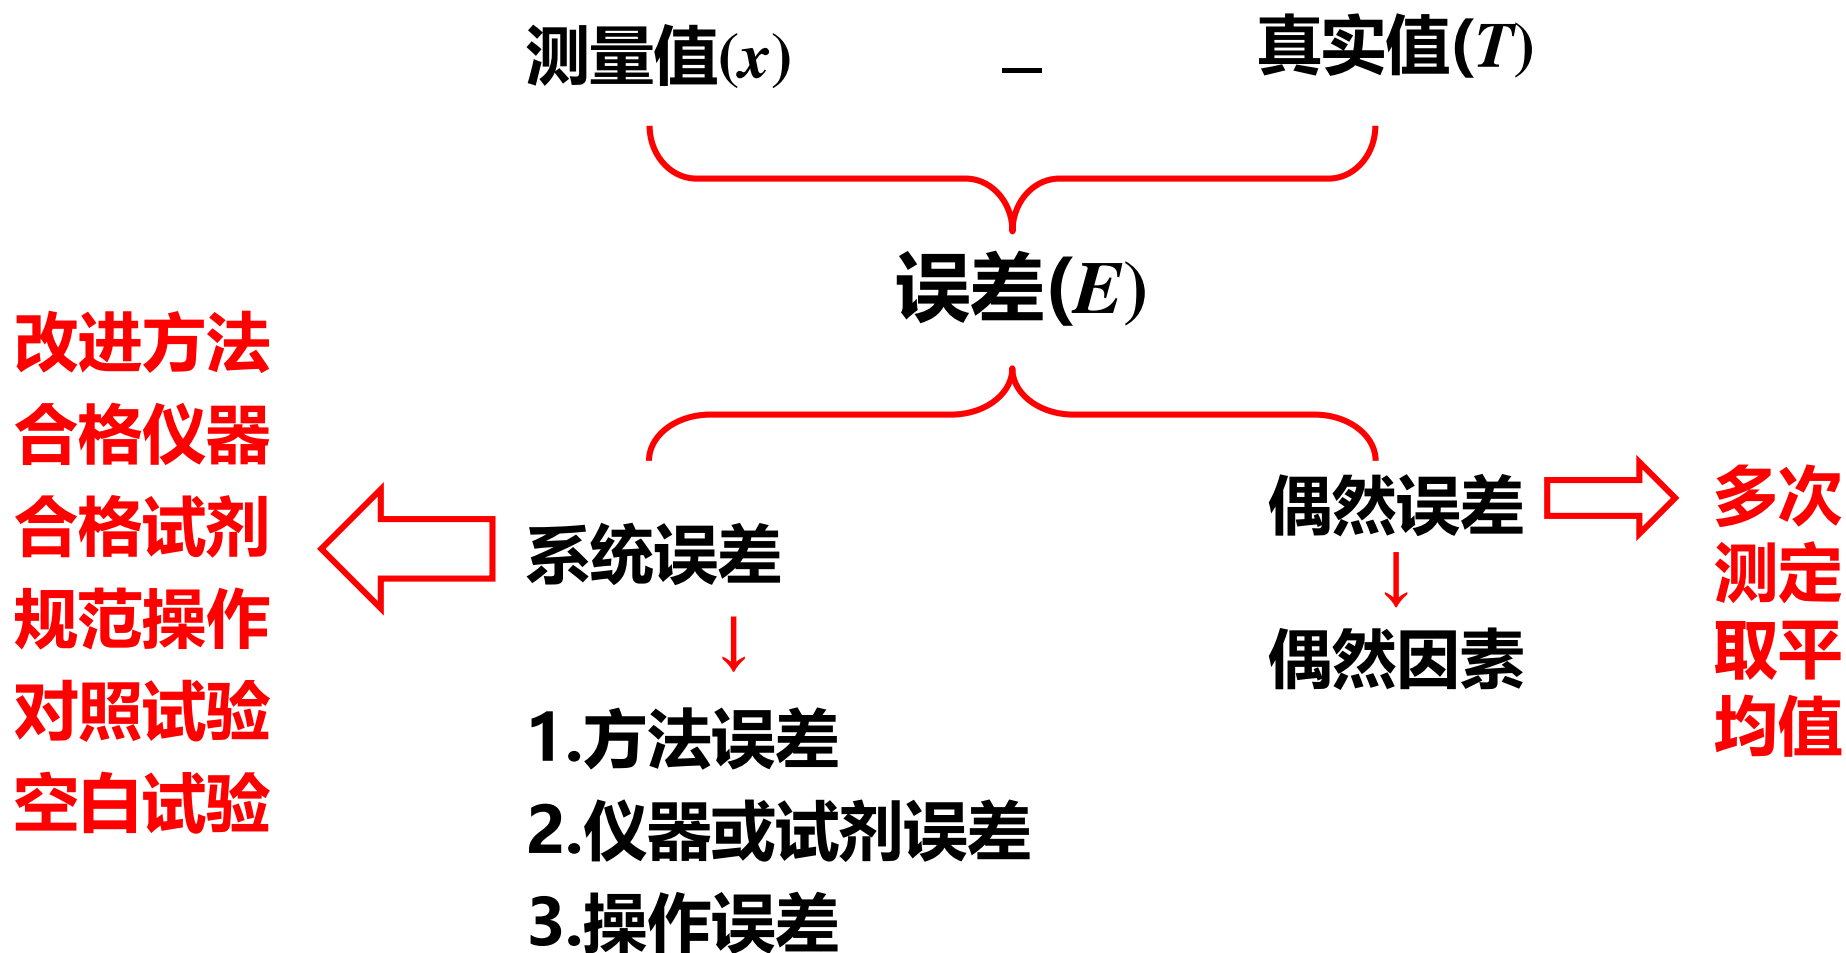 测量值(x) – 真实值(T)
误差(E)
改进方法
合格仪器
合格试剂
规范操作
对照试验
空白试验
系统误差
↓
1.方法误差
2.仪器或试剂误差
3.操作误差
偶然误差
↓
偶然因素
多次
测定
取平
均值